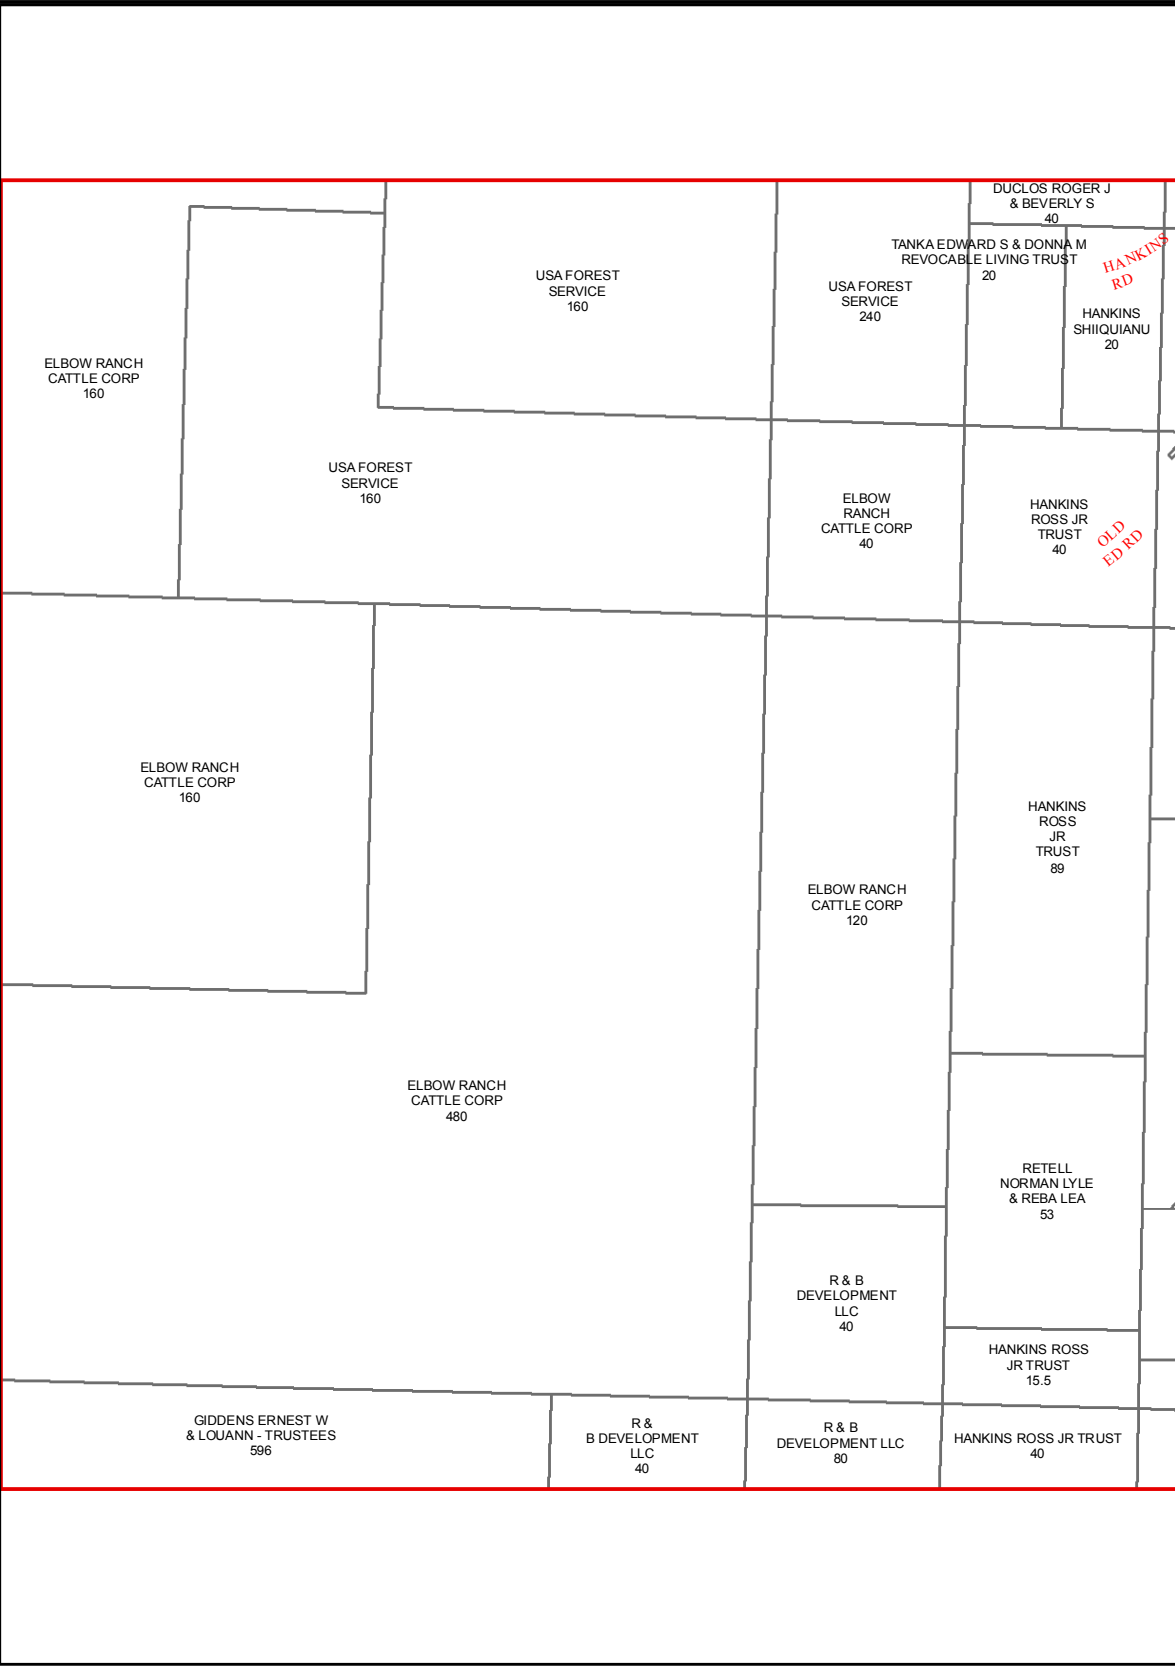 DUCLOS ROGER J
& BEVERLY S
40
TANKA EDWARD S & DONNA M
REVOCABLE LIVING TRUST
20
HANKINS
RD
USA FOREST
SERVICE
160
USA FOREST
SERVICE
240
HANKINS
SHIIQUIANU
20
ELBOW RANCH
CATTLE CORP
160
USA FOREST
SERVICE
160
ELBOW
RANCH
CATTLE CORP
40
HANKINS
ROSS JR
TRUST
40
OLD
ED RD
ELBOW RANCH
CATTLE CORP
160
HANKINS
ROSS
JR
TRUST
89
ELBOW RANCH
CATTLE CORP
120
ELBOW RANCH
CATTLE CORP
480
RETELL
NORMAN LYLE
& REBA LEA
53
R & B
DEVELOPMENT
LLC
40
HANKINS ROSS
JR TRUST
15.5
GIDDENS ERNEST W
& LOUANN - TRUSTEES
596
R &
B DEVELOPMENT
LLC
40
R & B
DEVELOPMENT LLC
80
HANKINS ROSS JR TRUST
40